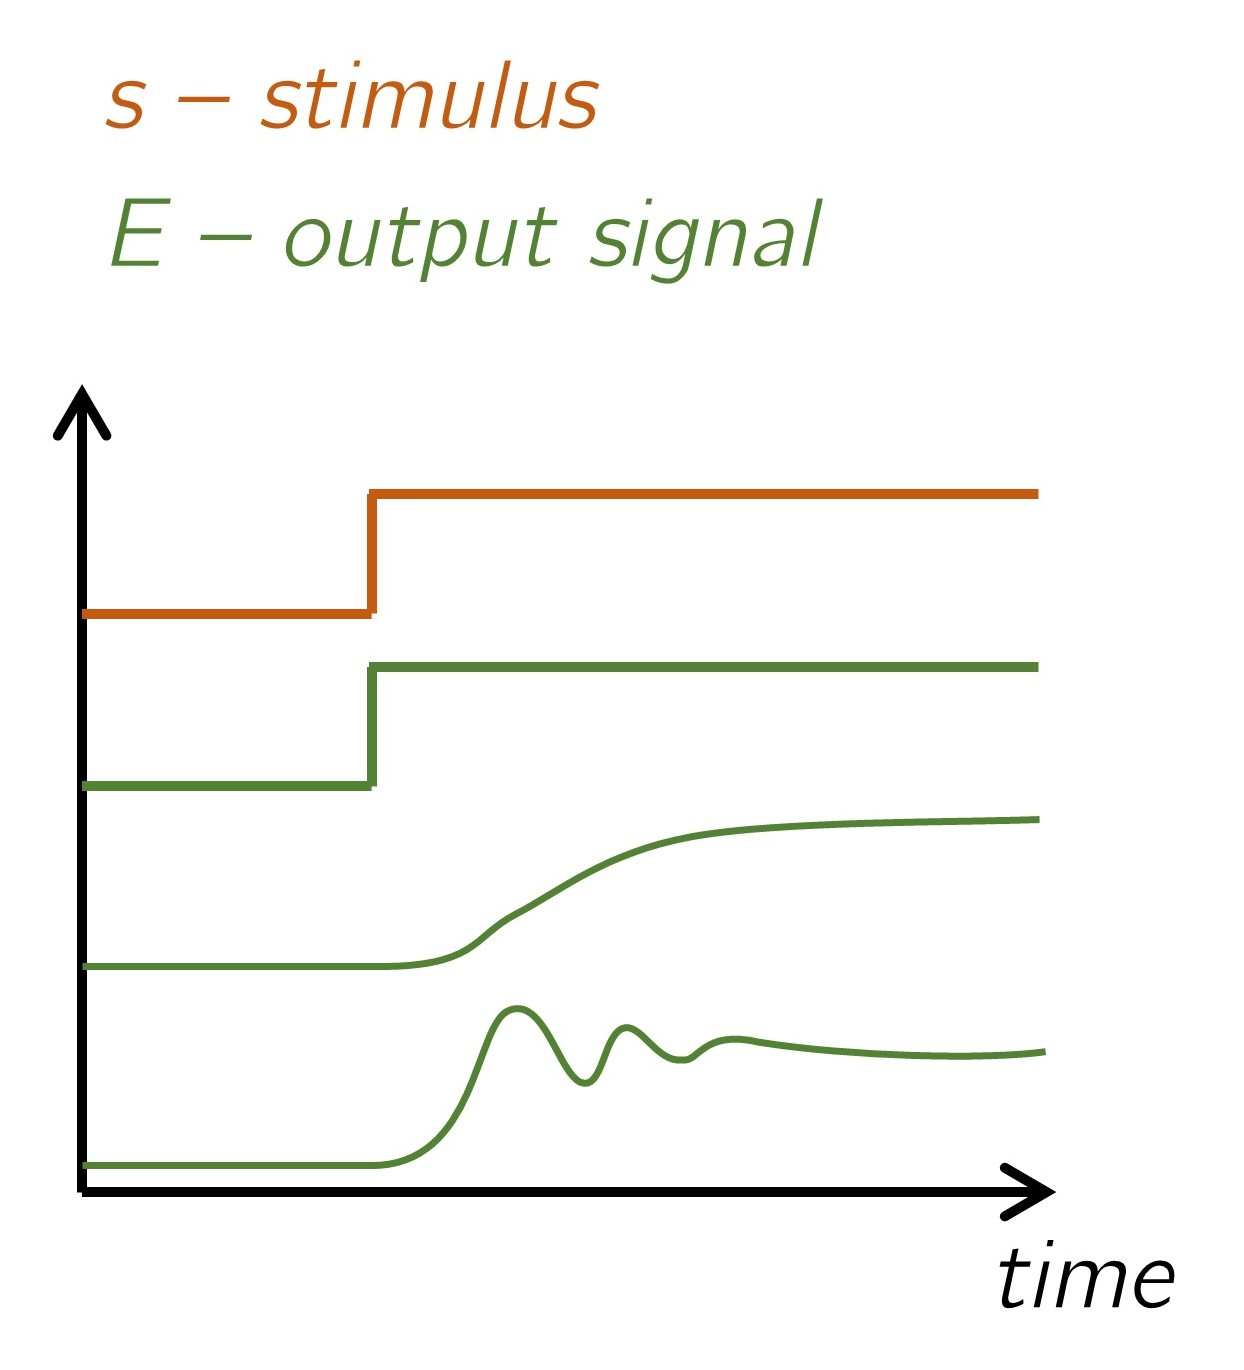 s – stimulus
E – output signal
time